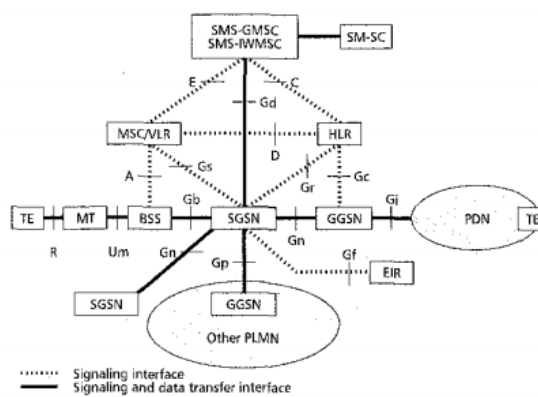 SMS-GMSC
SMS-IWMSC
SM-SC
E
C
Gd
MSC/VLR
HLR
D
A
Gs
Gr
Gc
TE
MT
BSS
Gb
SGSN
GGSN
Gi
PDN
TE
R
Um
Gn
Gn
Gp
Gf
EIR
SGSN
GGSN
Other PLMN
Signaling interface
Signaling and data transfer interface